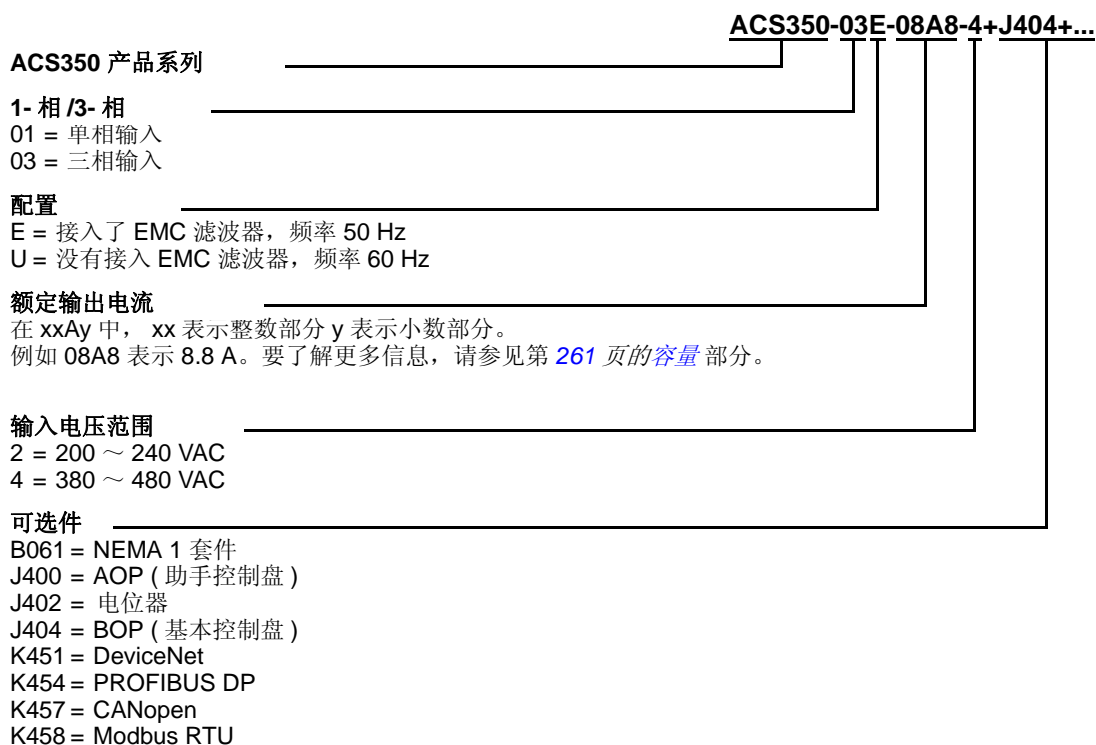 ACS350-03E-08A8-4+J404+...
ACS350 产品系列
1- 相 /3- 相
01 = 单相输入
03 = 三相输入
配置
E = 接入了 EMC 滤波器，频率 50 Hz
U = 没有接入 EMC 滤波器，频率 60 Hz
额定输出电流
在 xxAy 中， xx 表示整数部分 y 表示小数部分。
例如 08A8 表示 8.8 A。要了解更多信息，请参见第 261 页的容量 部分。
输入电压范围
2 = 200 ～ 240 VAC
4 = 380 ～ 480 VAC
可选件
B061 = NEMA 1 套件
J400 = AOP ( 助手控制盘 )
J402 = 电位器
J404 = BOP ( 基本控制盘 )
K451 = DeviceNet
K454 = PROFIBUS DP
K457 = CANopen
K458 = Modbus RTU